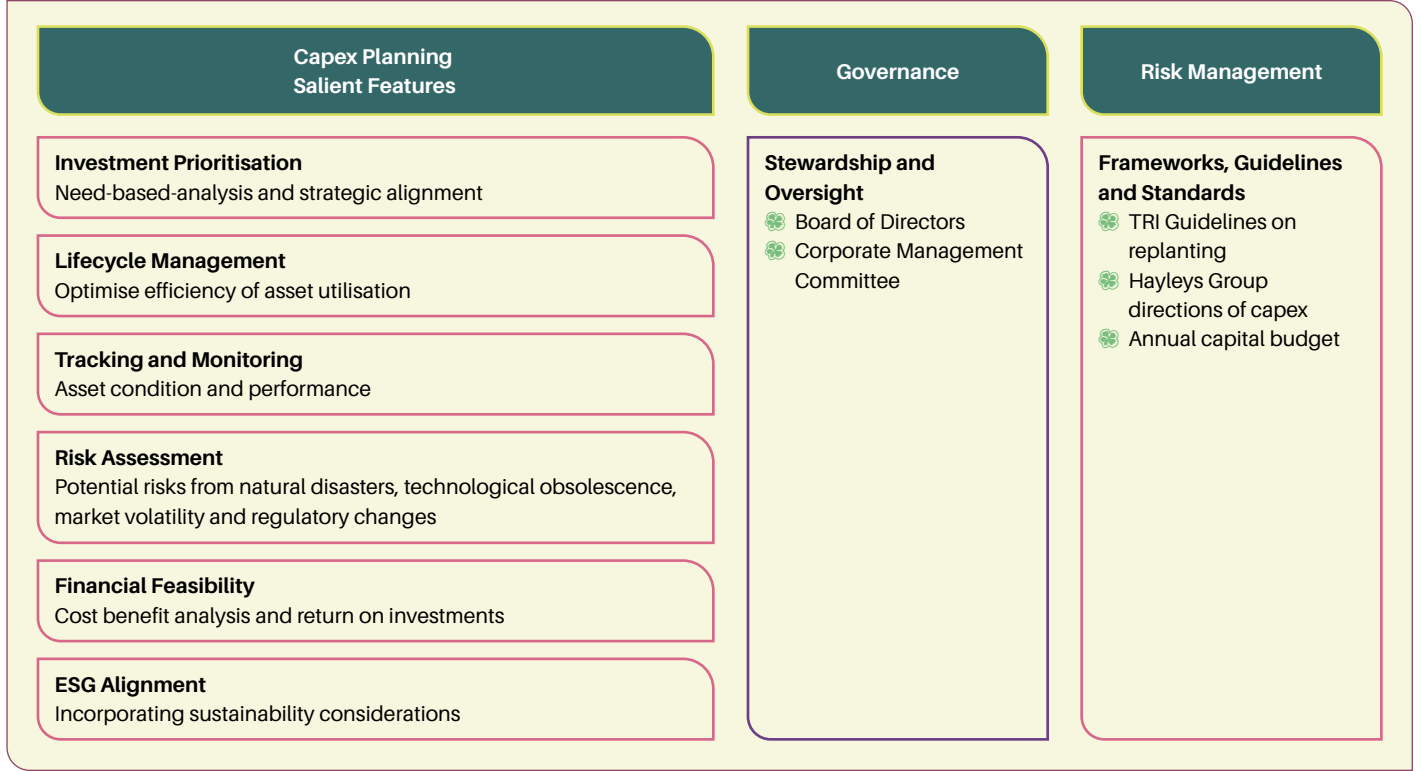 Capex Planning
Salient Features
Investment Prioritisation
Need-based-analysis and strategic alignment
Lifecycle Management
Optimise efficiency of asset utilisation
Tracking and Monitoring
Asset condition and performance
Risk Assessment
Potential risks from natural disasters, technological obsolescence,
market volatility and regulatory changes
Financial Feasibility
Cost benefit analysis and return on investments
ESG Alignment
Incorporating sustainability considerations
Governance
Stewardship and
Oversight
Board of Directors
Corporate Management
Committee
Risk Management
Frameworks, Guidelines
and Standards
TRI Guidelines on
replanting
Hayleys Group
directions of capex
Annual capital budget